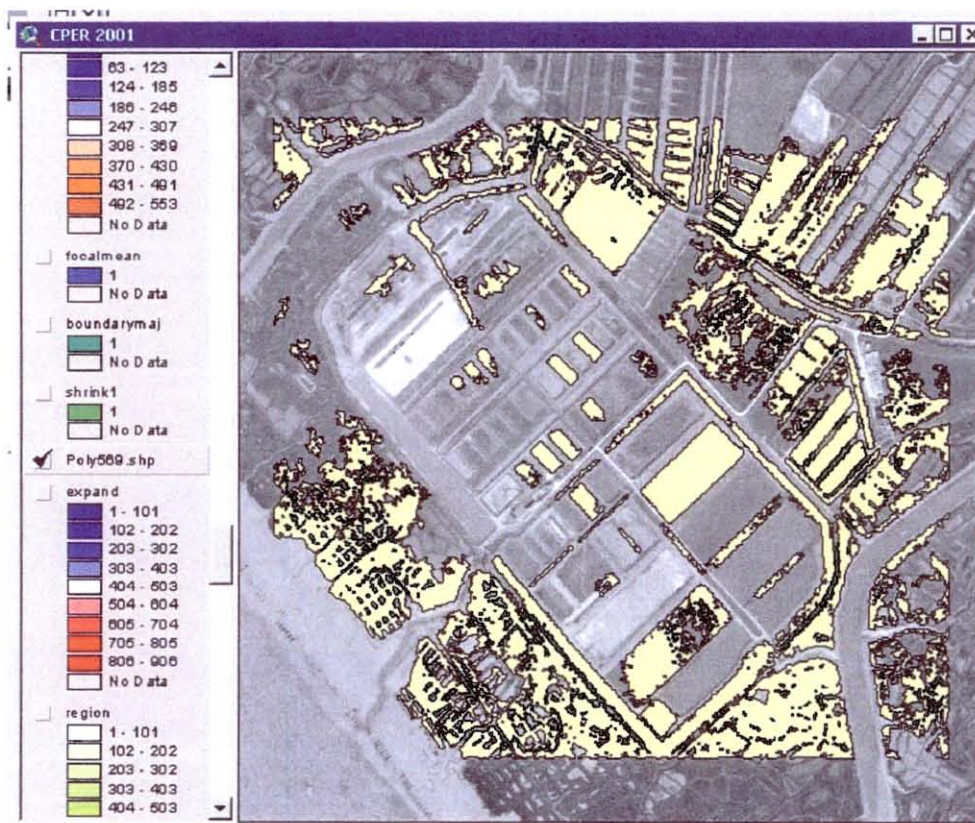 CPER 2001
63 - 123
124 - 185
186 - 246
247 - 307
308 - 369
370 - 430
431 - 491
492 - 553
No Data
focalmean
1
No Data
boundarymaj
1
No Data
shrink1
1
No Data
Poly569.shp
expand
1 - 101
102 - 202
203 - 302
303 - 403
404 - 503
504 - 604
605 - 704
705 - 805
806 - 906
No Data
region
1 - 101
102 - 202
203 - 302
303 - 403
404 - 503